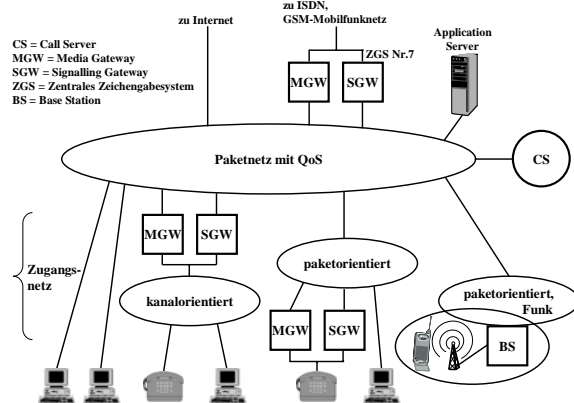 zu Internet
zu ISDN,
GSM-Mobilfunknetz
Application
Server
CS = Call Server
MGW = Media Gateway
SGW = Signalling Gateway
ZGS = Zentrales Zeichengabesystem
BS = Base Station
ZGS Nr.7
MGW
SGW
Paketnetz mit QoS
CS
MGW
SGW
Zugangs-
netz
paketorientiert
kanalorientiert
paketorientiert,
Funk
MGW
SGW
BS